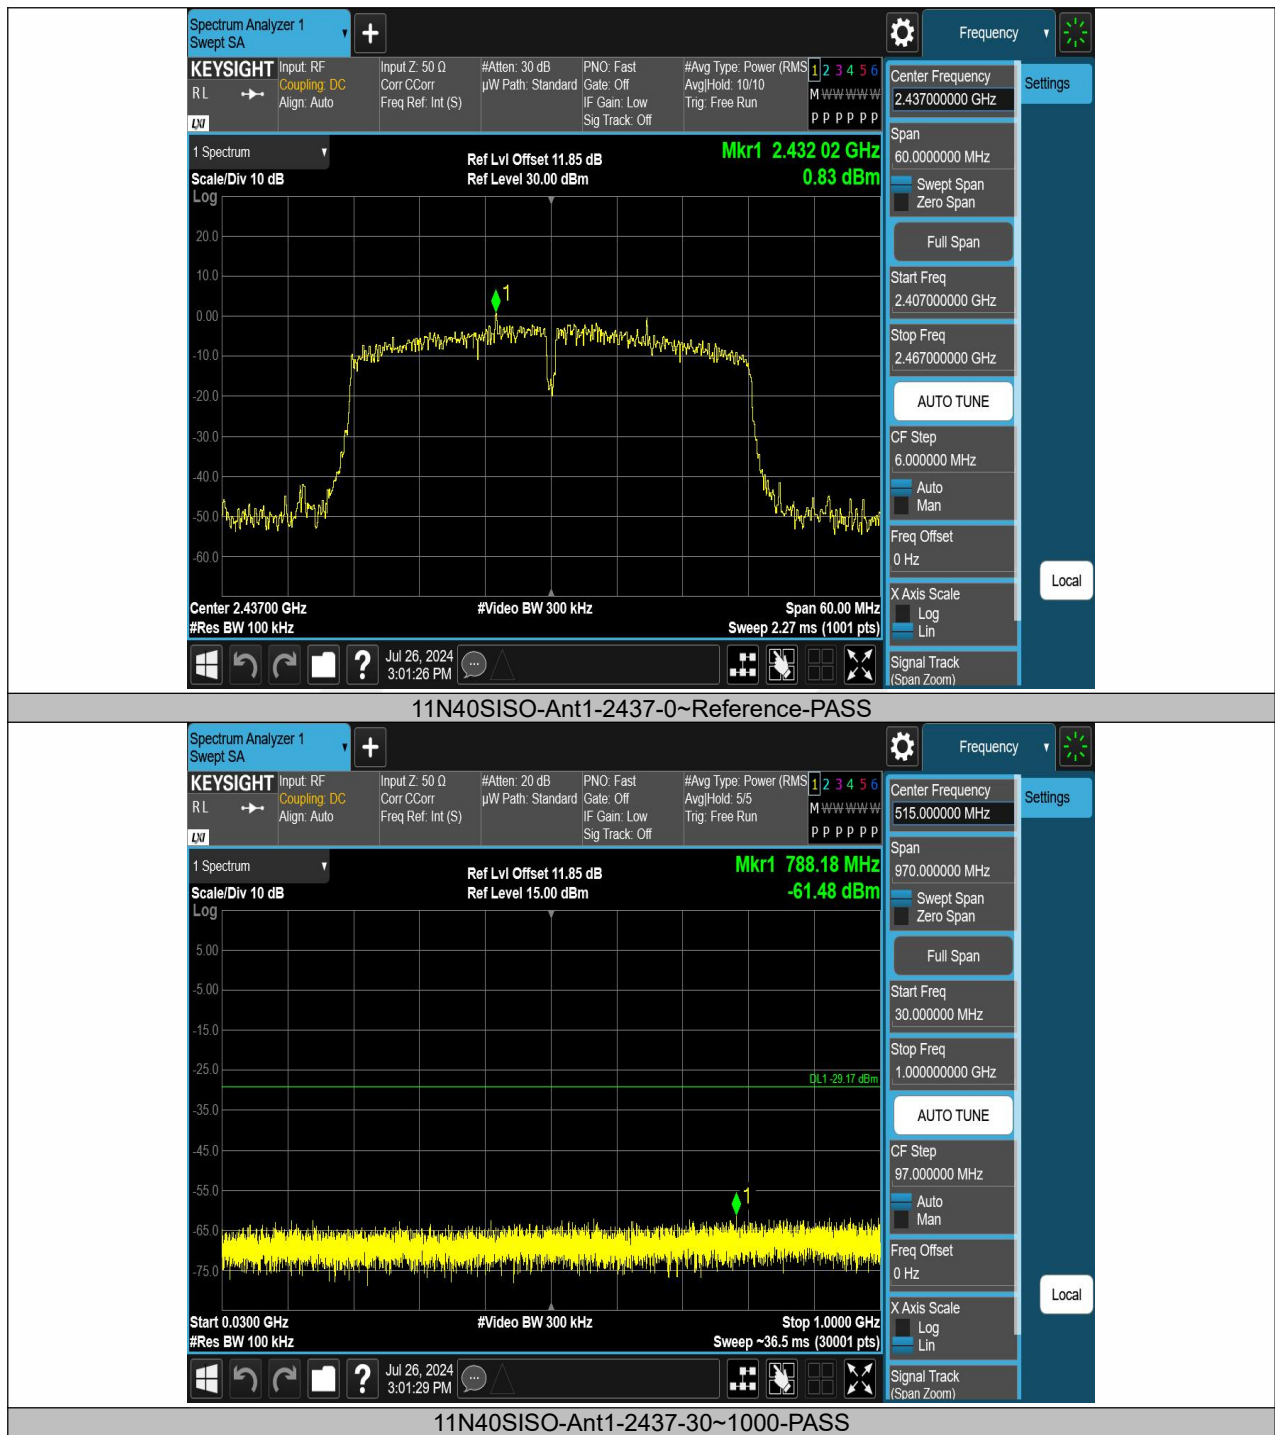 Spectrum Analyzer 1
Swept SA
+
Frequency
KEYSIGHT
RL
LXI
Input: RF
Coupling: DC
Align: Auto
Input Z: 50 Ω
Corr CCorr
Freq Ref: Int (S)
#Atten: 30 dB
µW Path: Standard
PNO: Fast
Gate: Off
IF Gain: Low
Sig Track: Off
#Avg Type: Power (RMS
Avg|Hold: 10/10
Trig: Free Run
1 2 3 4 5 6
M W W W W W
P P P P P P
1 Spectrum
Scale/Div 10 dB
Log
Ref Lvl Offset 11.85 dB
Ref Level 30.00 dBm
Mkr1 2.432 02 GHz
0.83 dBm
20.0
10.0
0.00
-10.0
-20.0
-30.0
-40.0
-50.0
-60.0
1
Center 2.43700 GHz
#Res BW 100 kHz
#Video BW 300 kHz
Span 60.00 MHz
Sweep 2.27 ms (1001 pts)
?
Jul 26, 2024
3:01:26 PM
Center Frequency
2.437000000 GHz
Settings
Span
60.0000000 MHz
Swept Span
Zero Span
Full Span
Start Freq
2.407000000 GHz
Stop Freq
2.467000000 GHz
AUTO TUNE
CF Step
6.000000 MHz
Auto
Man
Freq Offset
0 Hz
Local
X Axis Scale
Log
Lin
Signal Track
(Span Zoom)
11N40SISO-Ant1-2437-0~Reference-PASS
Spectrum Analyzer 1
Swept SA
+
Frequency
KEYSIGHT
RL
LXI
Input: RF
Coupling: DC
Align: Auto
Input Z: 50 Ω
Corr CCorr
Freq Ref: Int (S)
#Atten: 20 dB
µW Path: Standard
PNO: Fast
Gate: Off
IF Gain: Low
Sig Track: Off
#Avg Type: Power (RMS
Avg|Hold: 5/5
Trig: Free Run
1 2 3 4 5 6
M W W W W W
P P P P P P
1 Spectrum
Scale/Div 10 dB
Log
Ref Lvl Offset 11.85 dB
Ref Level 15.00 dBm
Mkr1 788.18 MHz
-61.48 dBm
5.00
-5.00
-15.0
-25.0
-35.0
-45.0
-55.0
-65.0
-75.0
DL1 -29.17 dBm
1
Start 0.0300 GHz
#Res BW 100 kHz
#Video BW 300 kHz
Stop 1.0000 GHz
Sweep ~36.5 ms (30001 pts)
?
Jul 26, 2024
3:01:29 PM
Center Frequency
515.000000 MHz
Settings
Span
970.000000 MHz
Swept Span
Zero Span
Full Span
Start Freq
30.000000 MHz
Stop Freq
1.000000000 GHz
AUTO TUNE
CF Step
97.000000 MHz
Auto
Man
Freq Offset
0 Hz
Local
X Axis Scale
Log
Lin
Signal Track
(Span Zoom)
11N40SISO-Ant1-2437-30~1000-PASS